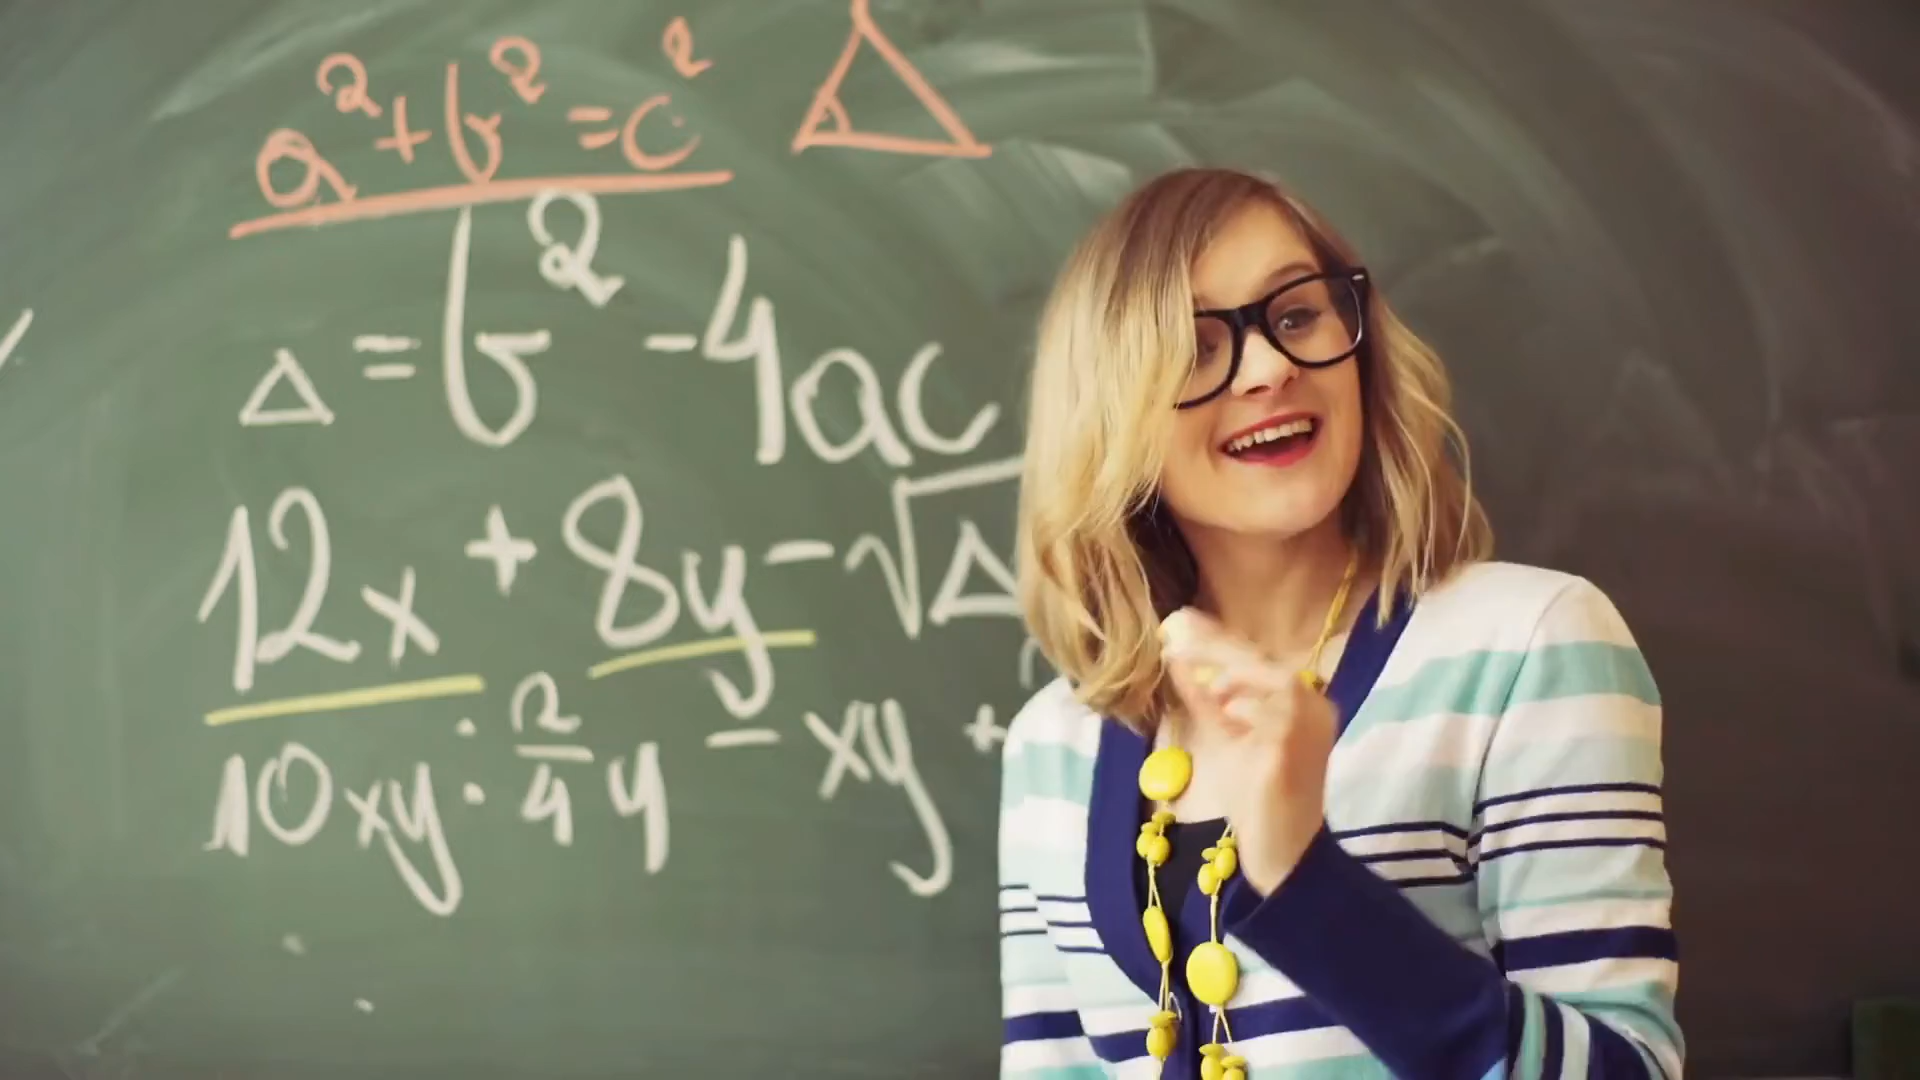 a²+b²=c²
△=b²-4ac
12x+8y-√△
10xy:2/4y-xy+